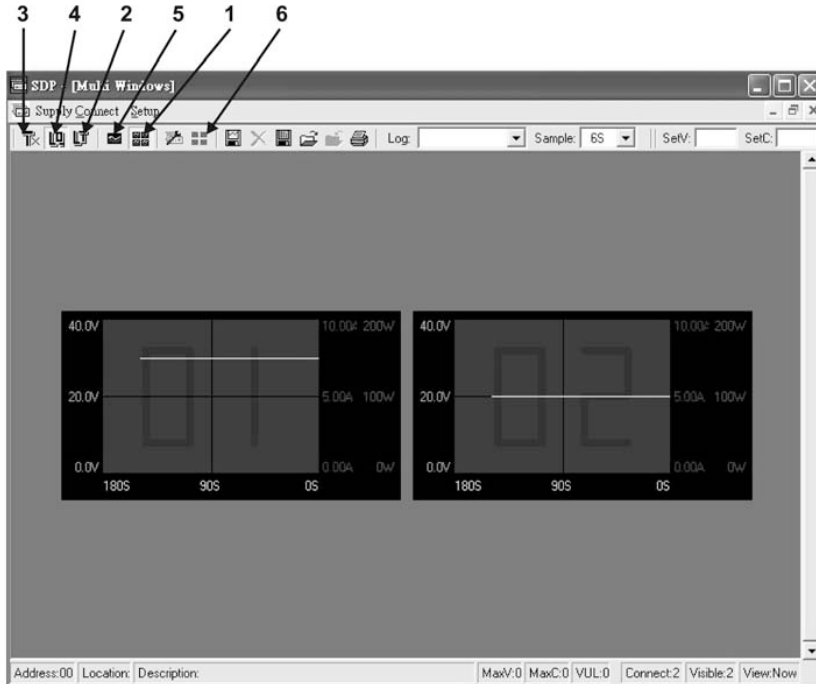 3 4 2 5 1 6
SDP - [Multi Windows]
Supply Connect Setup
Log: Sample: 6S SetV: SetC:
40.0V 10.00A 200W 40.0V 10.00A 200W
01 02
20.0V 5.00A 100W 20.0V 5.00A 100W
0.0V 0.00A 0W 0.0V 0.00A 0W
180S 90S 0S 180S 90S 0S
Address:00 Location: Description: MaxV:0 MaxC:0 VUL:0 Connect:2 Visible:2 View:Now